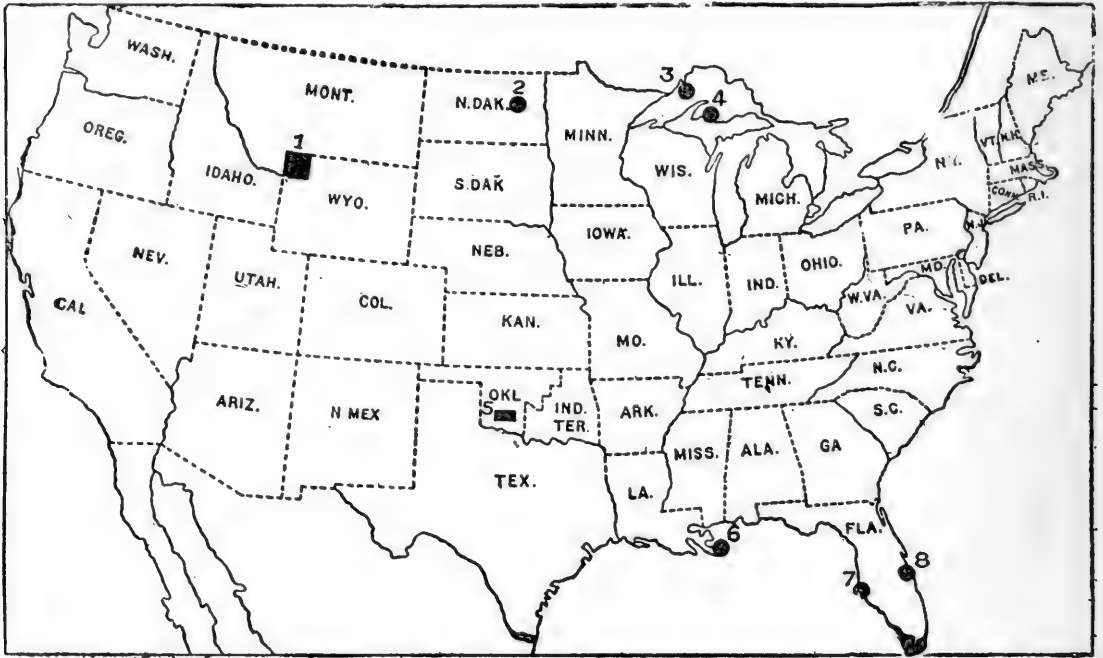 WASH.
MONT.
N.DAK.
2
3
4
MINN.
ME.
OREG.
1
IDAHO.
WYO.
S.DAK
WIS.
MICH.
N.Y.
VT.
N.H.
MASS.
CONN.
R.I.
NEV.
UTAH.
COL.
NEB.
IOWA.
ILL.
IND.
OHIO.
PA.
N.J.
MD.
DEL.
W.VA.
VA.
CAL
KAN.
MO.
KY.
TENN.
N.C.
S.C.
ARIZ.
N MEX
OKL
5
IND.
TER.
ARK.
MISS.
ALA.
GA
TEX.
LA.
FLA.
6
7
8